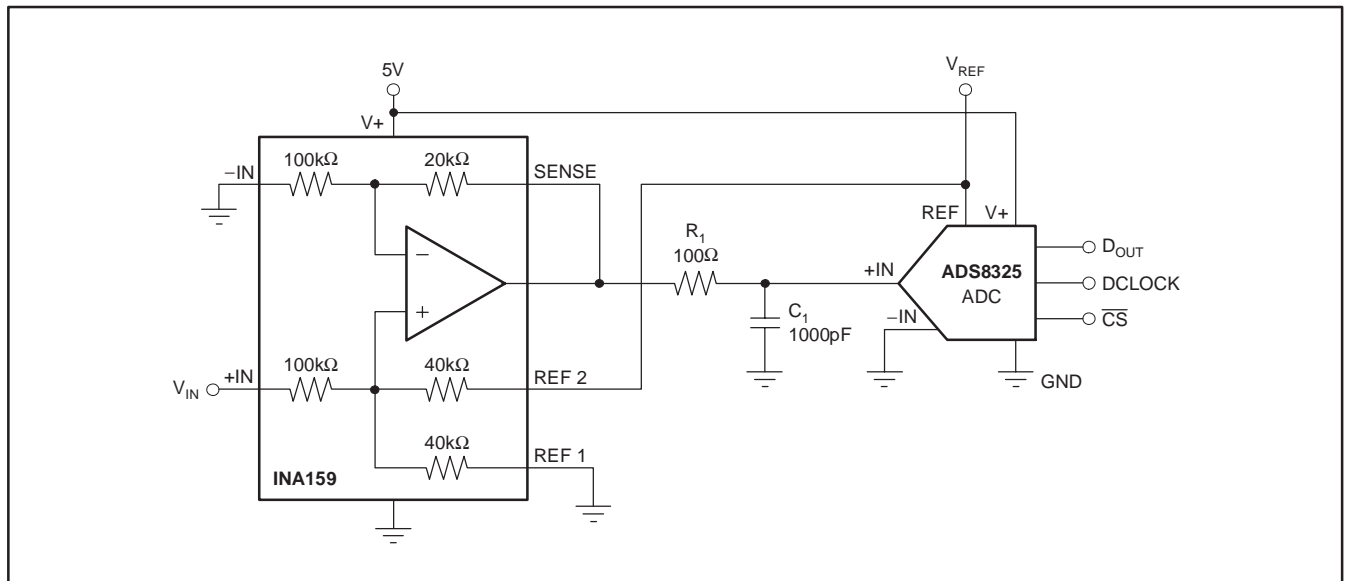 5V
V+
V_REF
100kΩ
20kΩ
−IN
SENSE
REF
V+
R_1
100Ω
−
+
+IN
ADS8325
ADC
D_OUT
DCLOCK
C̅S̅
−IN
C_1
1000pF
GND
V_IN
+IN
100kΩ
40kΩ
REF 2
40kΩ
REF 1
INA159